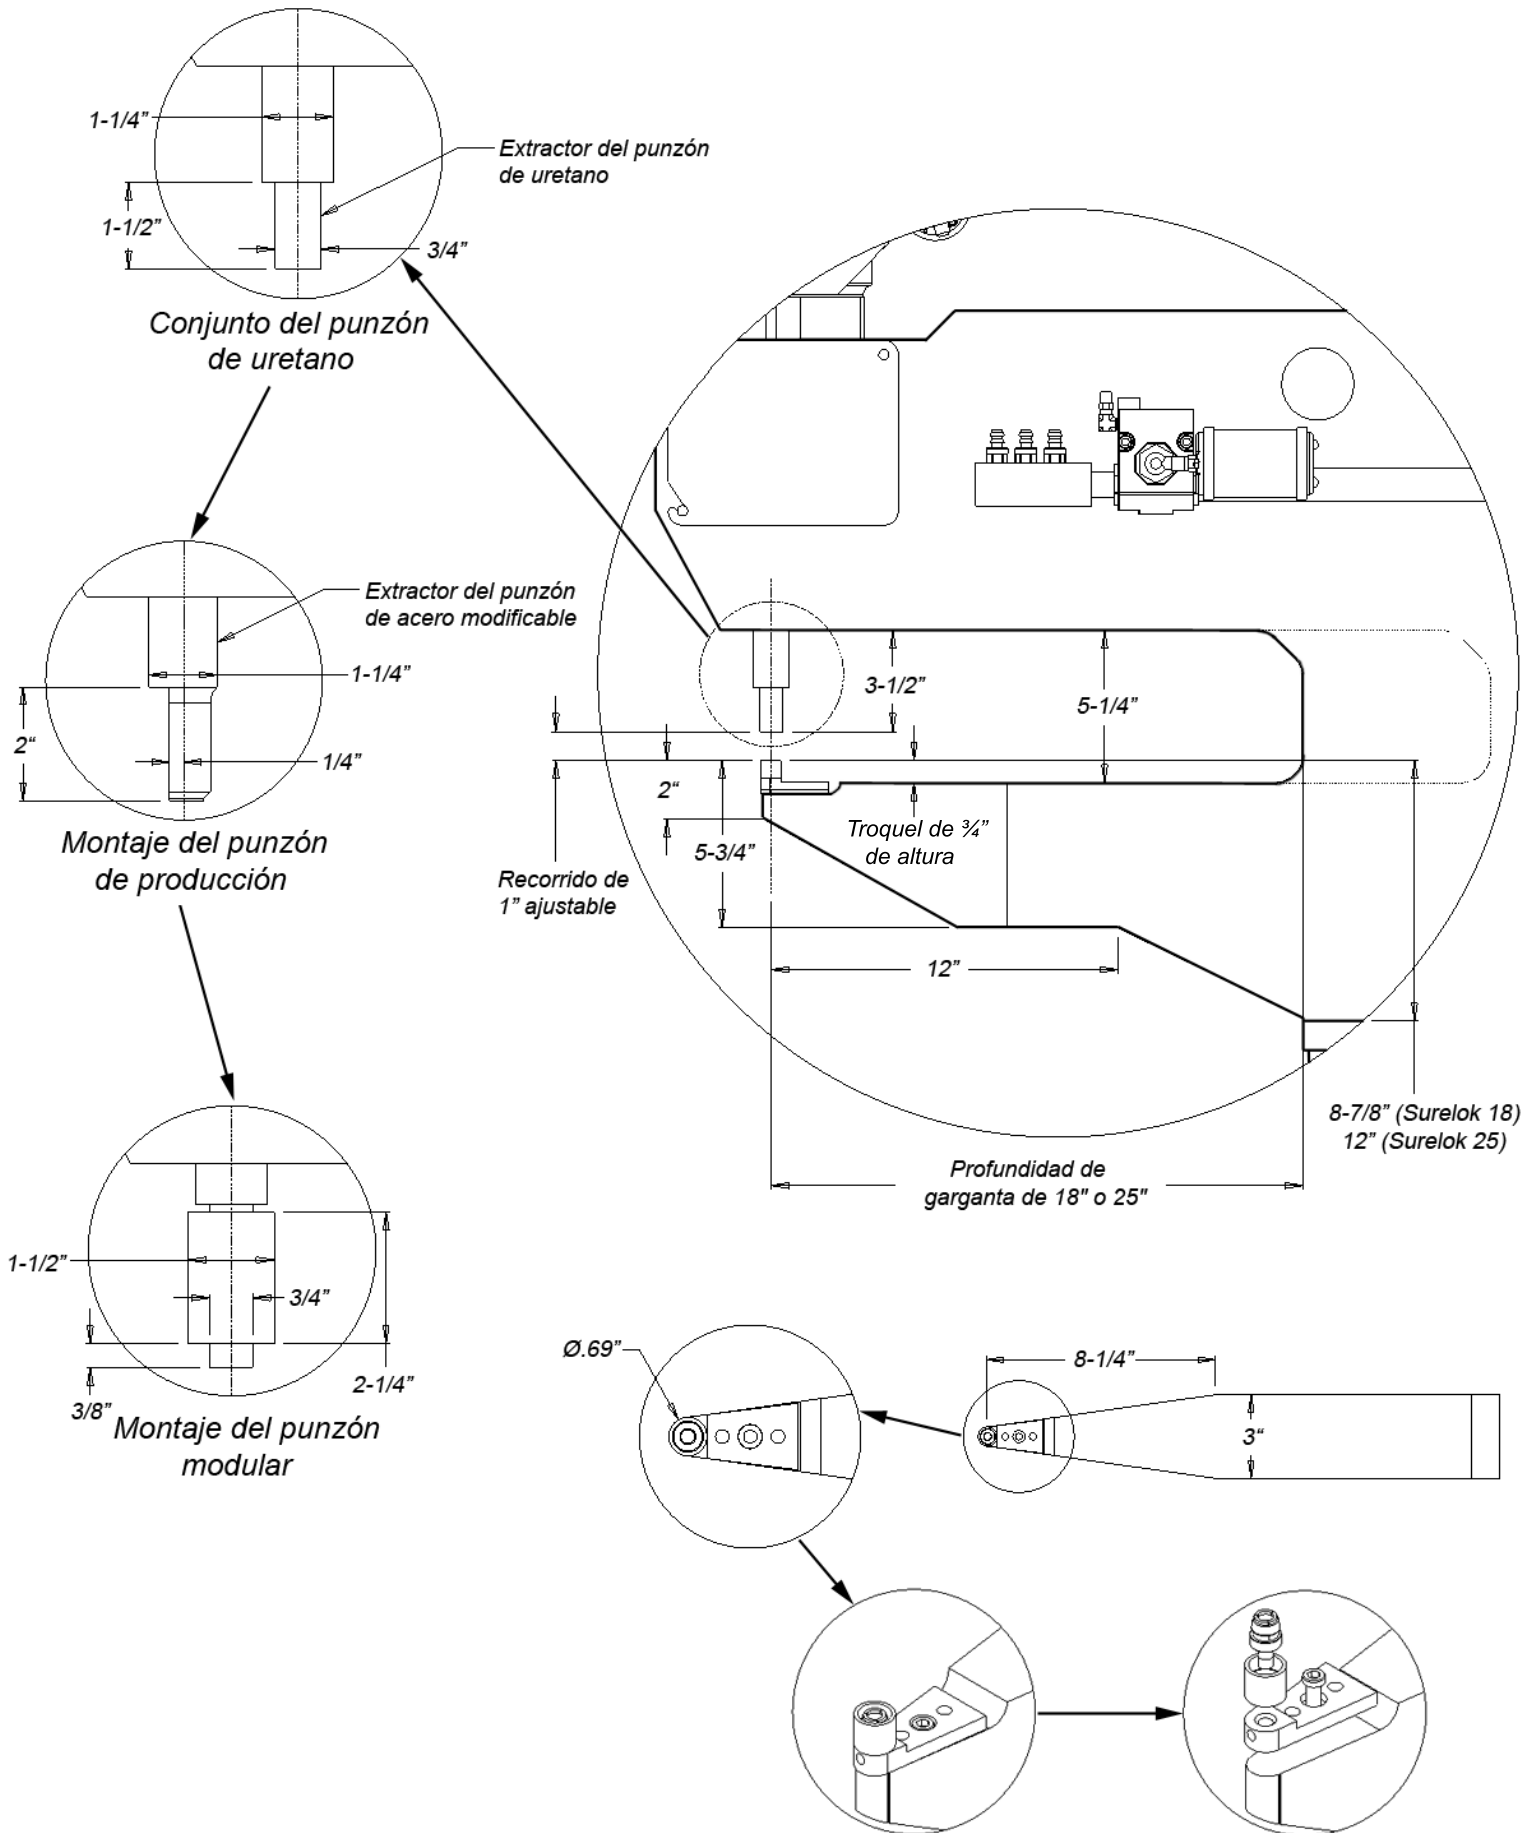 1-1/4”
Extractor del punzón
de uretano
1-1/2”
3/4”
Conjunto del punzón
de uretano
Extractor del punzón
de acero modificable
1-1/4”
2“
1/4”
Montaje del punzón
de producción
3-1/2”
5-1/4”
2“
5-3/4”
Troquel de ¾”
de altura
Recorrido de
1” ajustable
12”
8-7/8” (Surelok 18)
12” (Surelok 25)
Profundidad de
garganta de 18" o 25"
1-1/2”
3/4”
2-1/4”
3/8”
Montaje del punzón
modular
Ø.69”
8-1/4”
3“